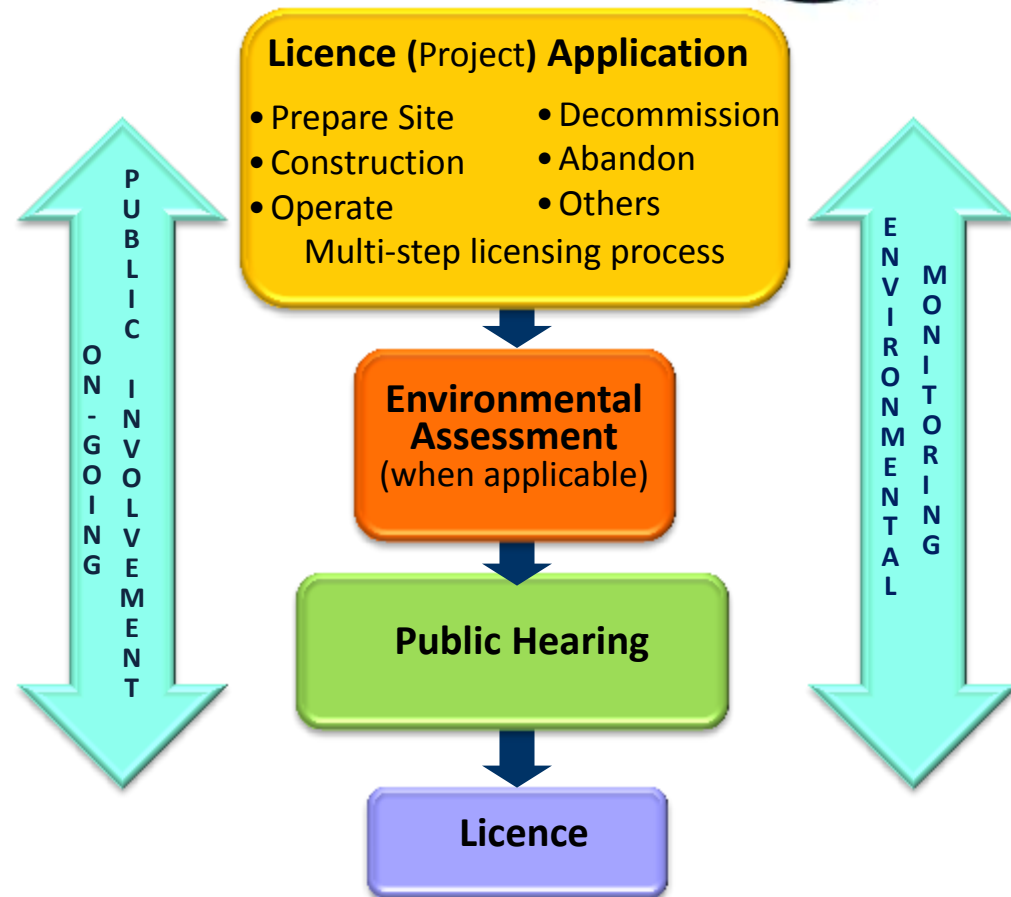 Licence (Project) Application
• Prepare Site
• Construction
• Operate
• Decommission
• Abandon
• Others
Multi-step licensing process
ON-GOING
PUBLIC INVOLVEMENT
ENVIRONMENTAL
MONITORING
Environmental
Assessment
(when applicable)
Public Hearing
Licence